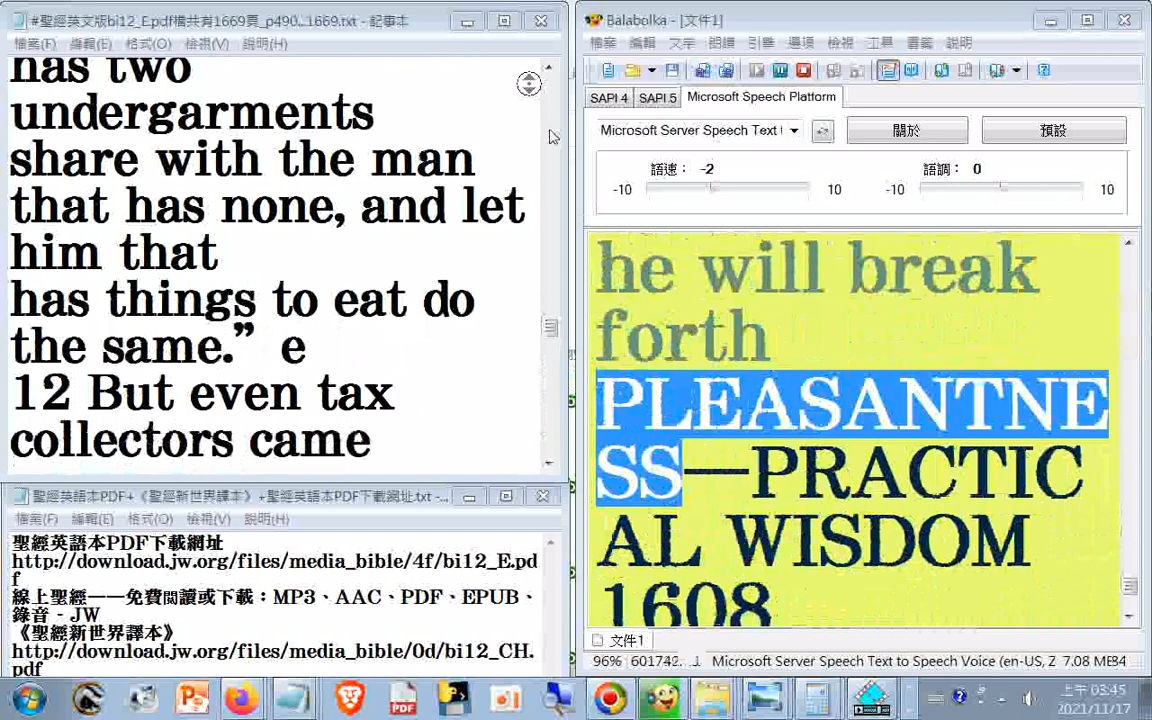 #聖經英文版bi12_E.pdf檔共有1669頁_p490...1669.txt - 記事本
檔案(F) 編輯(E) 格式(O) 檢視(V) 說明(H)
has two
undergarments
share with the man
that has none, and let
him that
has things to eat do
the same.” e
12 But even tax
collectors came
聖經英語本PDF+《聖經新世界譯本》+聖經英語本PDF下載網址.txt - ...
檔案(F) 編輯(E) 格式(O) 檢視(V) 說明(H)
聖經英語本PDF下載網址
http://download.jw.org/files/media_bible/4f/bi12_E.pd
f
線上聖經——免費閱讀或下載：MP3、AAC、PDF、EPUB、
錄音 - JW
《聖經新世界譯本》
http://download.jw.org/files/media_bible/0d/bi12_CH.
pdf
Balabolka - [文件1]
檔案 編輯 文字 朗讀 引擎 選項 檢視 工具 書籤 說明
SAPI 4 SAPI 5 Microsoft Speech Platform
Microsoft Server Speech Text 關於 預設
語速： -2 語調： 0
-10 10 -10 10
he will break
forth
PLEASANTNE
SS—PRACTIC
AL WISDOM
1608
文件1
96% 601742. Microsoft Server Speech Text to Speech Voice (en-US, Z 7.08 MB
上午 03:45
2021/11/17